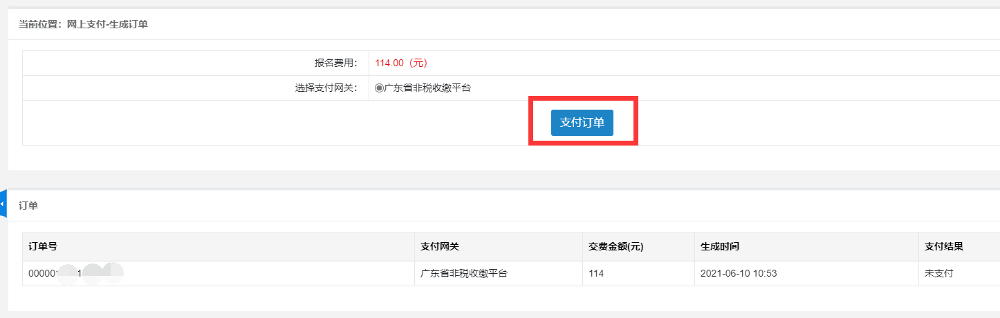 当前位置：网上支付-生成订单
报名费用： 114.00（元）
选择支付网关： 广东省非税收缴平台
支付订单
订单
订单号 支付网关 交费金额(元) 生成时间 支付结果
00000 广东省非税收缴平台 114 2021-06-10 10:53 未支付